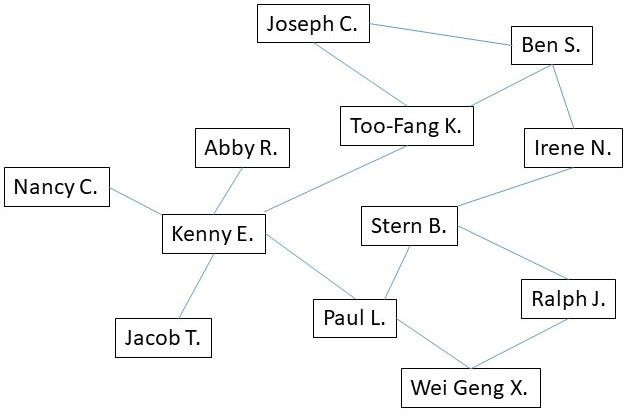 Joseph C.
Ben S.
Too-Fang K.
Abby R.
Irene N.
Nancy C.
Kenny E.
Stern B.
Ralph J.
Paul L.
Jacob T.
Wei Geng X.